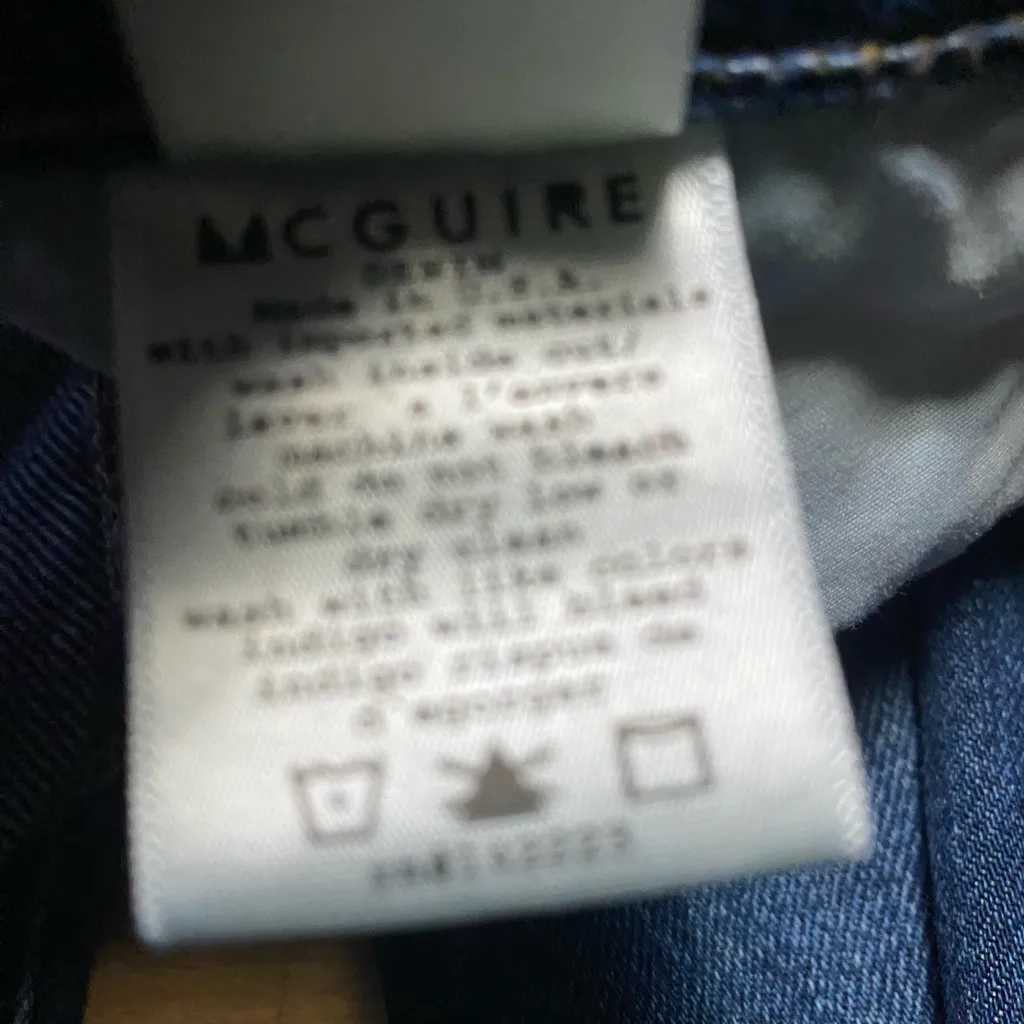 MCGUIRE
DENIM
Made in U.S.A.
with imported materials
wash inside out/
laver a l'envers
machine wash
cold do not bleach
tumble dry low or
dry clean
wash with like colors
indigo will bleed
indigo risque de